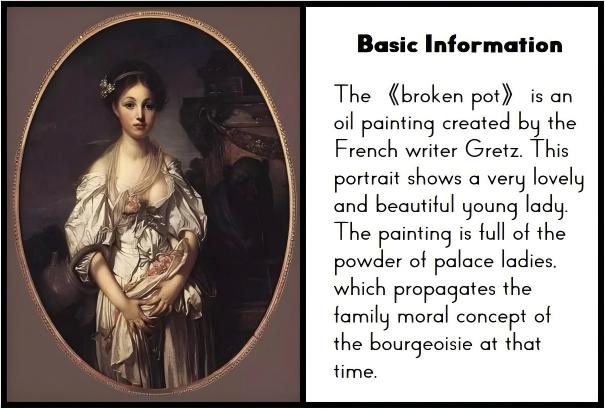 Basic Information
The 《broken pot》 is an
oil painting created by the
French writer Gretz. This
portrait shows a very lovely
and beautiful young lady.
The painting is full of the
powder of palace ladies,
which propagates the
family moral concept of
the bourgeoisie at that
time.